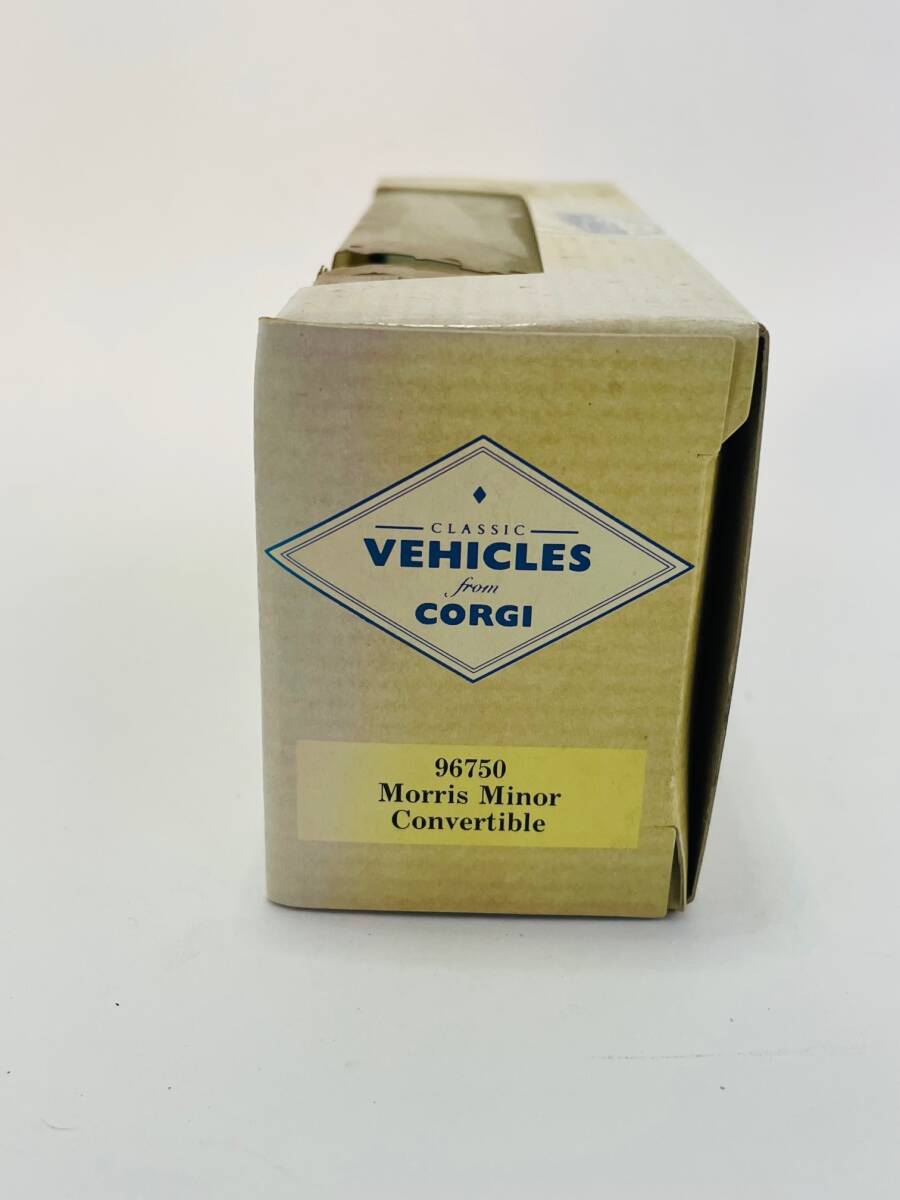 CLASSIC
VEHICLES
from
CORGI
96750
Morris Minor
Convertible